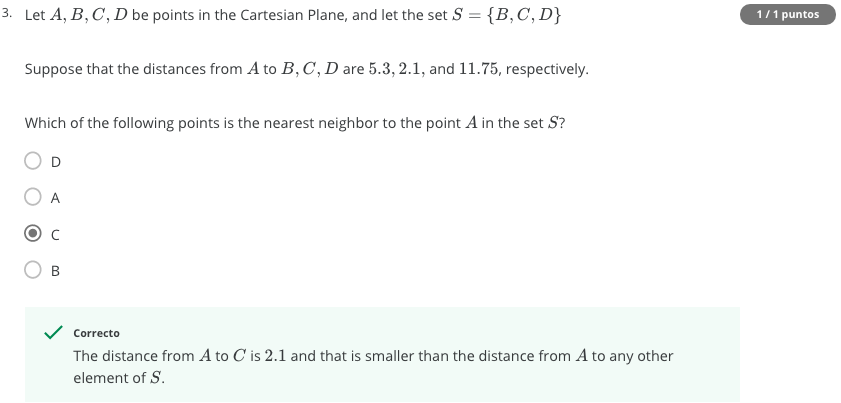 3. Let A, B, C, D be points in the Cartesian Plane, and let the set S = {B, C, D}
1 / 1 puntos
Suppose that the distances from A to B, C, D are 5.3, 2.1, and 11.75, respectively.
Which of the following points is the nearest neighbor to the point A in the set S?
D
A
C
B
Correcto
The distance from A to C is 2.1 and that is smaller than the distance from A to any other
element of S.